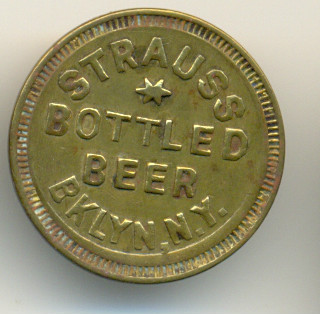 STRAUSS
BOTTLED
BEER
BKLYN.N.Y.